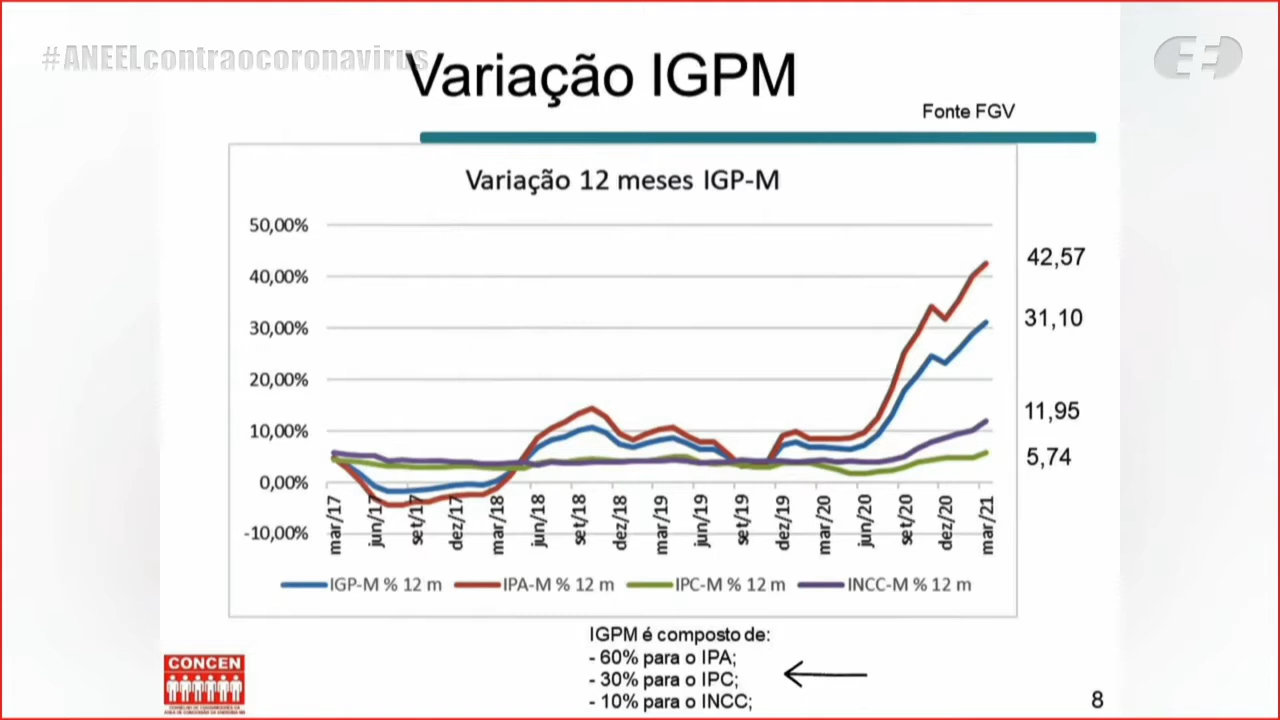 #ANEELcontraocoronavirus
Variação IGPM
Fonte FGV
Variação 12 meses IGP-M
50,00%
40,00%
30,00%
20,00%
10,00%
0,00%
-10,00%
42,57
31,10
11,95
5,74
mar/17
jun/17
set/17
dez/17
mar/18
jun/18
set/18
dez/18
mar/19
jun/19
set/19
dez/19
mar/20
jun/20
set/20
dez/20
mar/21
IGP-M % 12 m
IPA-M % 12 m
IPC-M % 12 m
INCC-M % 12 m
IGPM é composto de:
- 60% para o IPA;
- 30% para o IPC;
- 10% para o INCC;
CONCEN
8